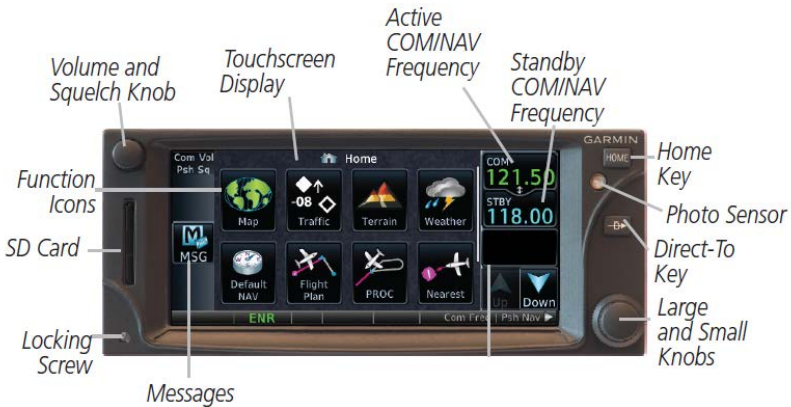 Active
COM/NAV
Frequency
Standby
COM/NAV
Frequency
Touchscreen
Display
Volume and
Squelch Knob
GARMIN
Com Vol
Psh Sq
Home
COM
121.50
HOME
Home
Key
Function
Icons
STBY
118.00
Map
-08
Traffic
Terrain
Weather
Photo Sensor
SD Card
MSG
Direct-To
Key
Default
NAV
Flight
Plan
PROC
Nearest
Up
Down
Large
and Small
Knobs
ENR
Com Freq | Psh Nav
Locking
Screw
Messages